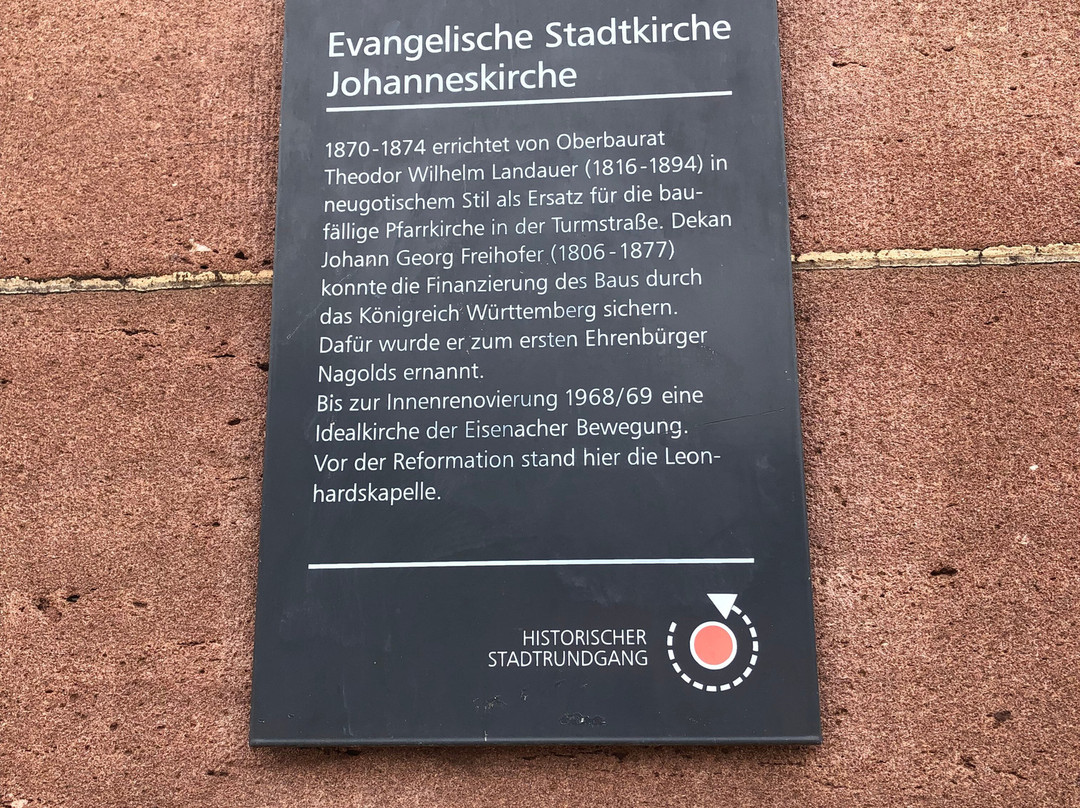 Evangelische Stadtkirche
Johanneskirche
1870-1874 errichtet von Oberbaurat
Theodor Wilhelm Landauer (1816-1894) in
neugotischem Stil als Ersatz für die bau-
fällige Pfarrkirche in der Turmstraße. Dekan
Johann Georg Freihofer (1806-1877)
konnte die Finanzierung des Baus durch
das Königreich Württemberg sichern.
Dafür wurde er zum ersten Ehrenbürger
Nagolds ernannt.
Bis zur Innenrenovierung 1968/69 eine
Idealkirche der Eisenacher Bewegung.
Vor der Reformation stand hier die Leon-
hardskapelle.
HISTORISCHER
STADTRUNDGANG